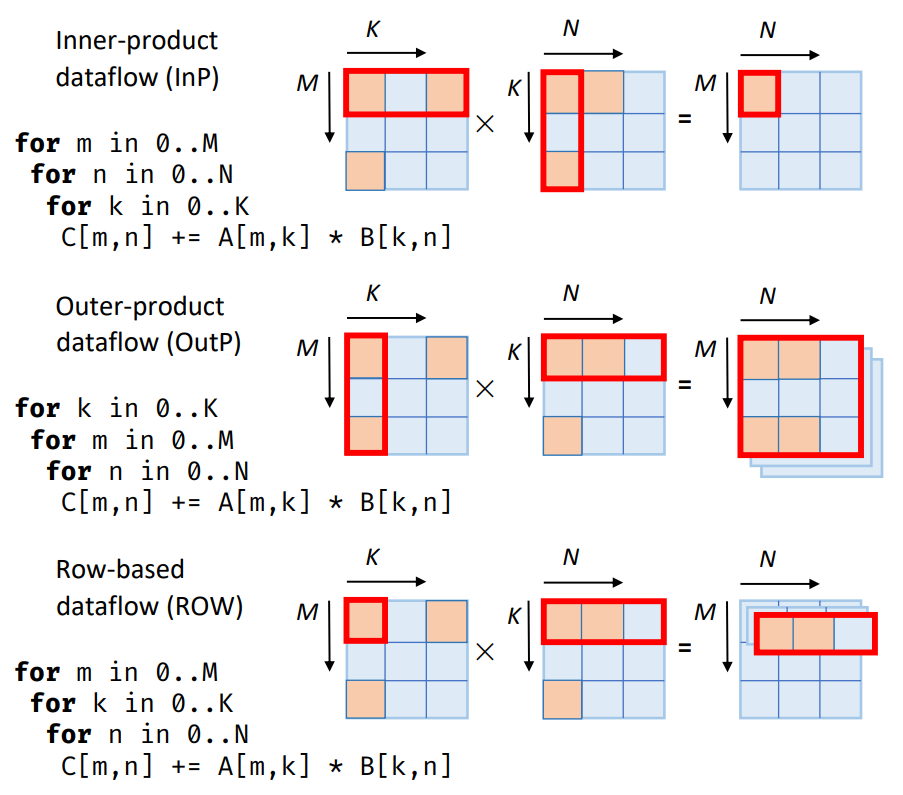 Inner-product
dataflow (InP)
for m in 0..M
for n in 0..N
for k in 0..K
C[m,n] += A[m,k] * B[k,n]
K
M
×
N
K
=
N
M
Outer-product
dataflow (OutP)
for k in 0..K
for m in 0..M
for n in 0..N
C[m,n] += A[m,k] * B[k,n]
K
M
×
N
K
=
N
M
Row-based
dataflow (ROW)
for m in 0..M
for k in 0..K
for n in 0..N
C[m,n] += A[m,k] * B[k,n]
K
M
×
N
K
=
N
M